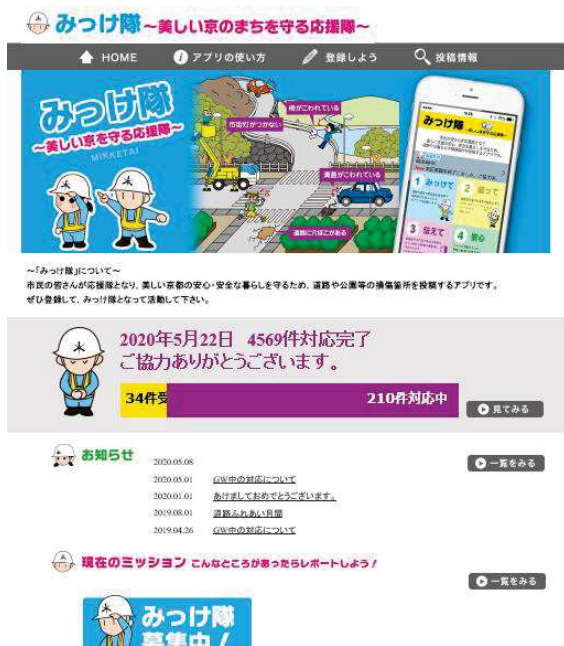 みっけ隊～美しい京のまちを守る応援隊～
HOME
アプリの使い方
登録しよう
投稿情報
みっけ隊
～美しい京を守る応援隊～
MIKKETAI
市街灯がつかない
橋がこわれている
溝蓋がこわれている
道路に穴ぼこがある
みっけ隊
1 みっけて
2 撮って
3 伝えて
4 安心
～「みっけ隊」について～
市民の皆さんが応援隊となり、美しい京都の安心・安全な暮らしを守るため、道路や公園等の損傷箇所を投稿するアプリです。
ぜひ登録して、みっけ隊となって活動して下さい。
2020年5月22日 4569件対応完了
ご協力ありがとうございます。
34件受
210件対応中
見てみる
お知らせ
一覧をみる
2020.05.08
2020.05.01 GW中の対応について
2020.01.01 あけましておめでとうございます。
2019.08.01 道路ふれあい月間
2019.04.26 GW中の対応について
現在のミッション こんなところがあったらレポートしよう！
一覧をみる
みっけ隊
募集中！